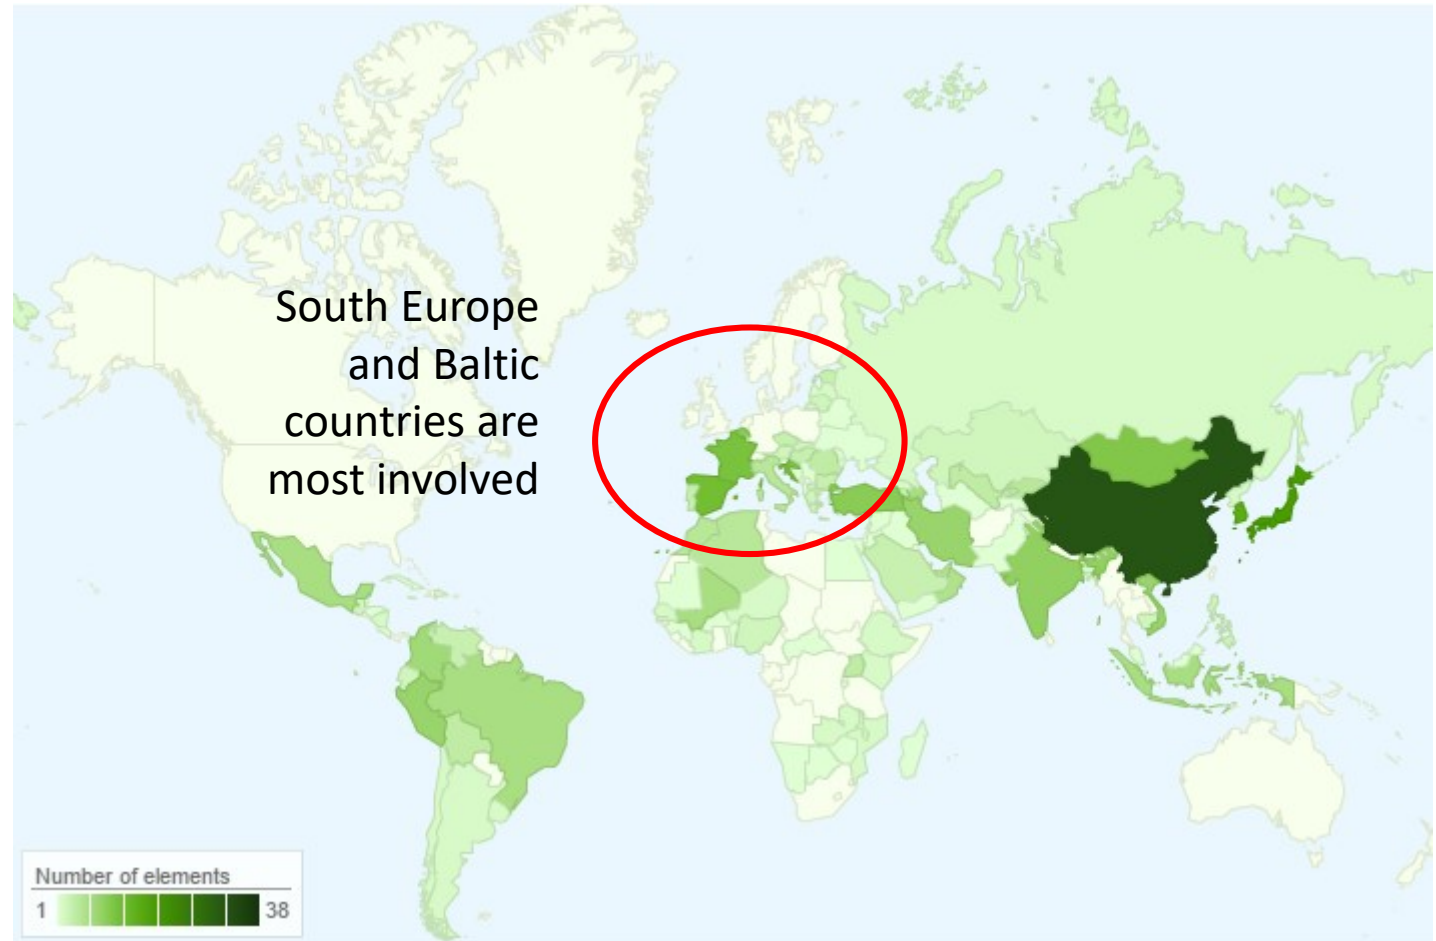 South Europe
and Baltic
countries are
most involved
Number of elements
1 38